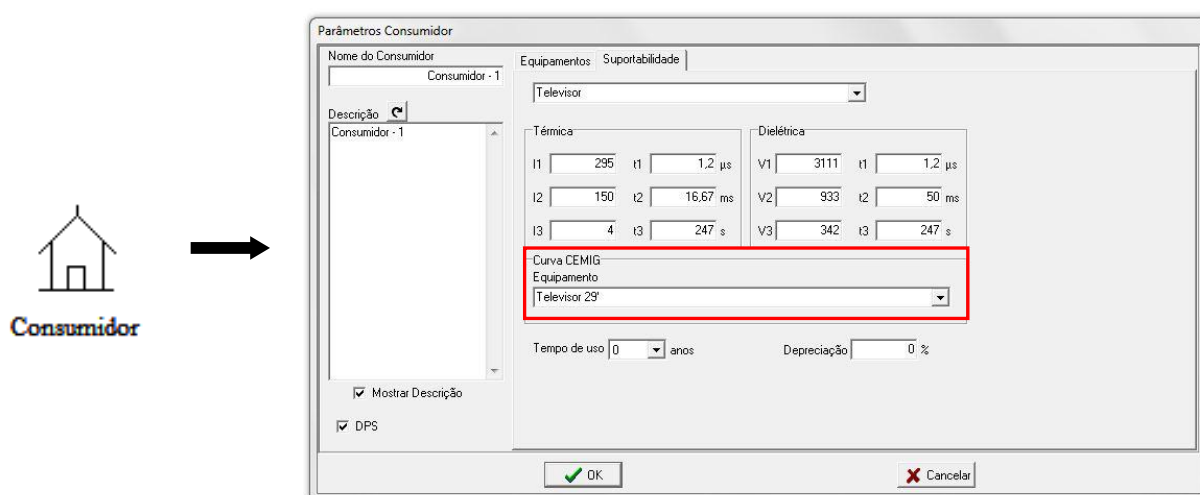 Parâmetros Consumidor
Nome do Consumidor
Consumidor - 1
Descrição
Consumidor - 1
Mostrar Descrição
DPS
Equipamentos Suportabilidade
Televisor
Térmica
I1 295 t1 1,2 µs
I2 150 t2 16,67 ms
I3 4 t3 247 s
Dielétrica
V1 3111 t1 1,2 µs
V2 933 t2 50 ms
V3 342 t3 247 s
Curva CEMIG
Equipamento
Televisor 29'
Tempo de uso 0 anos
Depreciação 0 %
OK
Cancelar
Consumidor